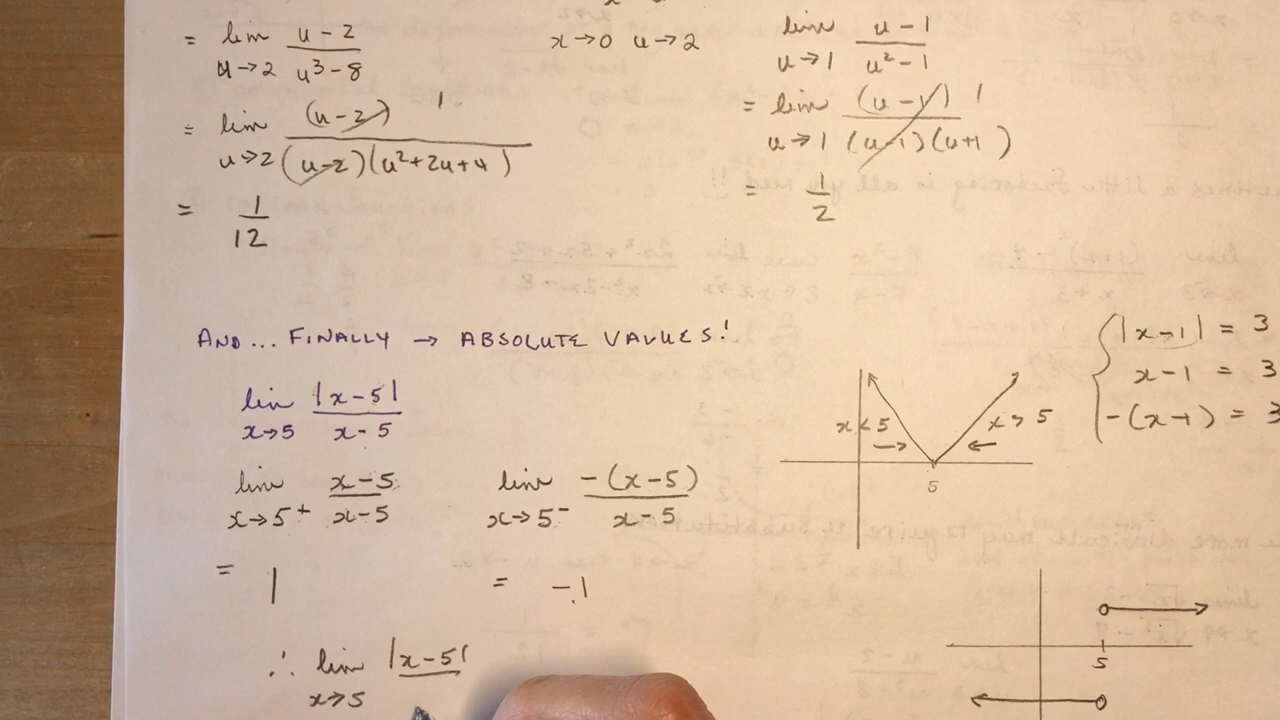 = lim u - 2 / u→2 u³ - 8
x→0 u→2
= lim (u - 2) 1 / u→2 (u-2)(u²+2u+4)
= 1/12
lim u - 1 / u→1 u² - 1
= lim (u - 1) 1 / u→1 (u-1)(u+1)
= 1/2
AND... FINALLY → ABSOLUTE VALUES!
lim |x-5| / x→5 x-5
lim x-5 / x→5⁺ x-5
lim -(x-5) / x→5⁻ x-5
= 1
= -1
∴ lim |x-5| x→5
x < 5
x > 5
5
|x-1| = 3
x-1 = 3
-(x-1) = 3
5